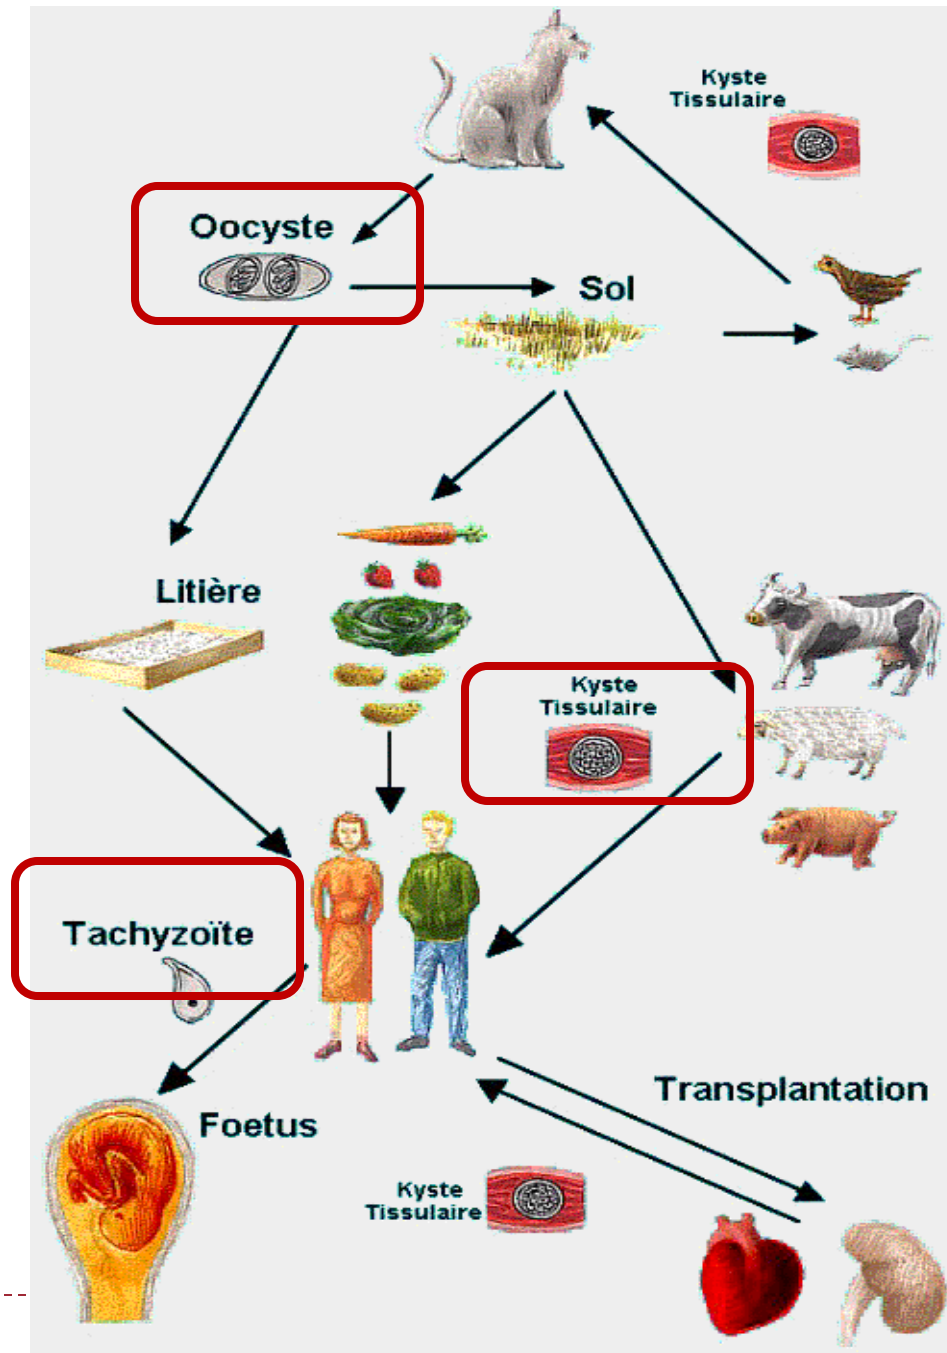 Kyste
Tissulaire
Oocyste
Sol
Litière
Kyste
Tissulaire
Tachyzoïte
Foetus
Transplantation
Kyste
Tissulaire